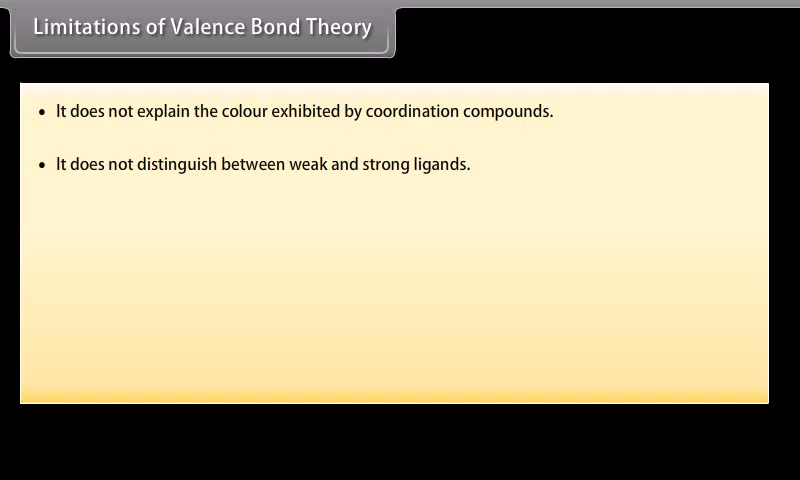 Limitations of Valence Bond Theory
• It does not explain the colour exhibited by coordination compounds.
• It does not distinguish between weak and strong ligands.